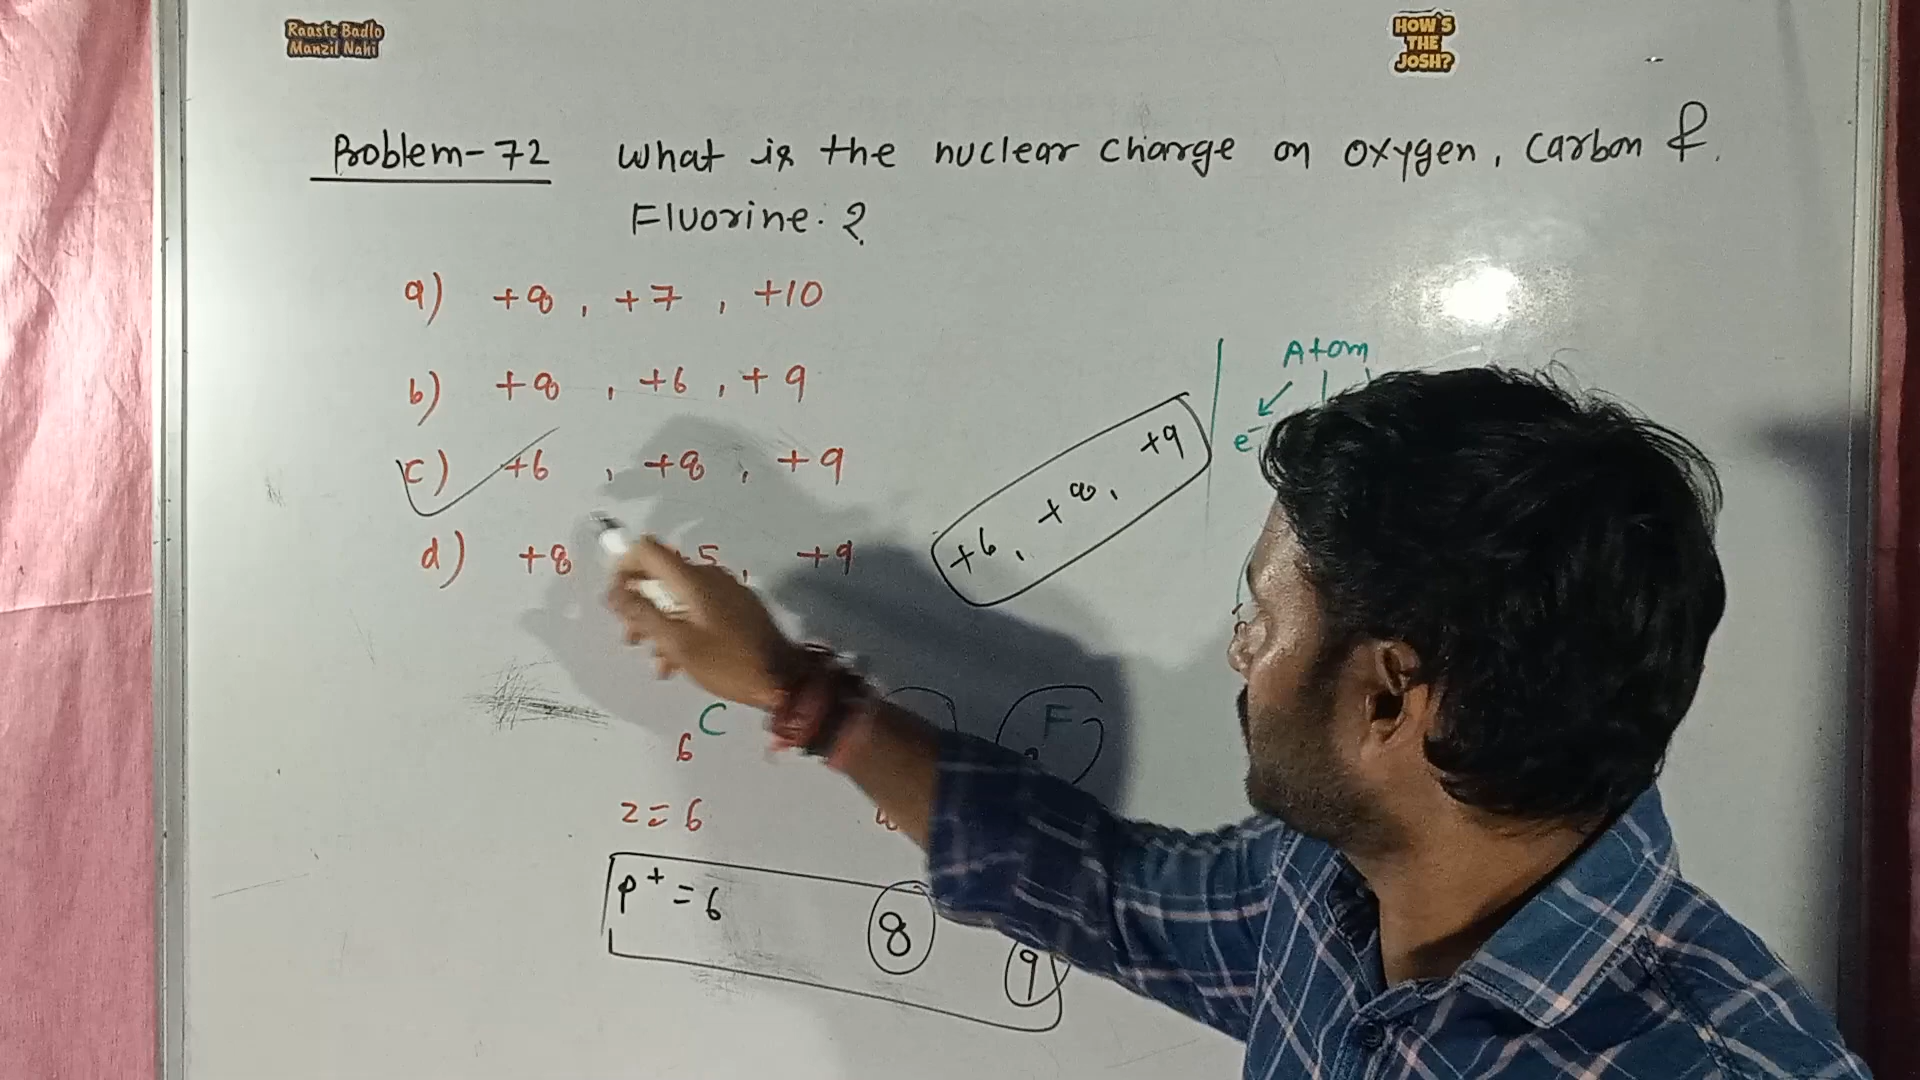 Raaste Badlo
Manzil Nahi
HOW'S
THE
JOSH?
Problem-72 What is the nuclear charge on oxygen, carbon &
Fluorine.?
a) +8, +7, +10
b) +8, +6, +9
c) +6, +8, +9
d) +8 +5, +9
Atom
e-
+6, +8, +9
6C
F
z=6
p+ = 6 8 9